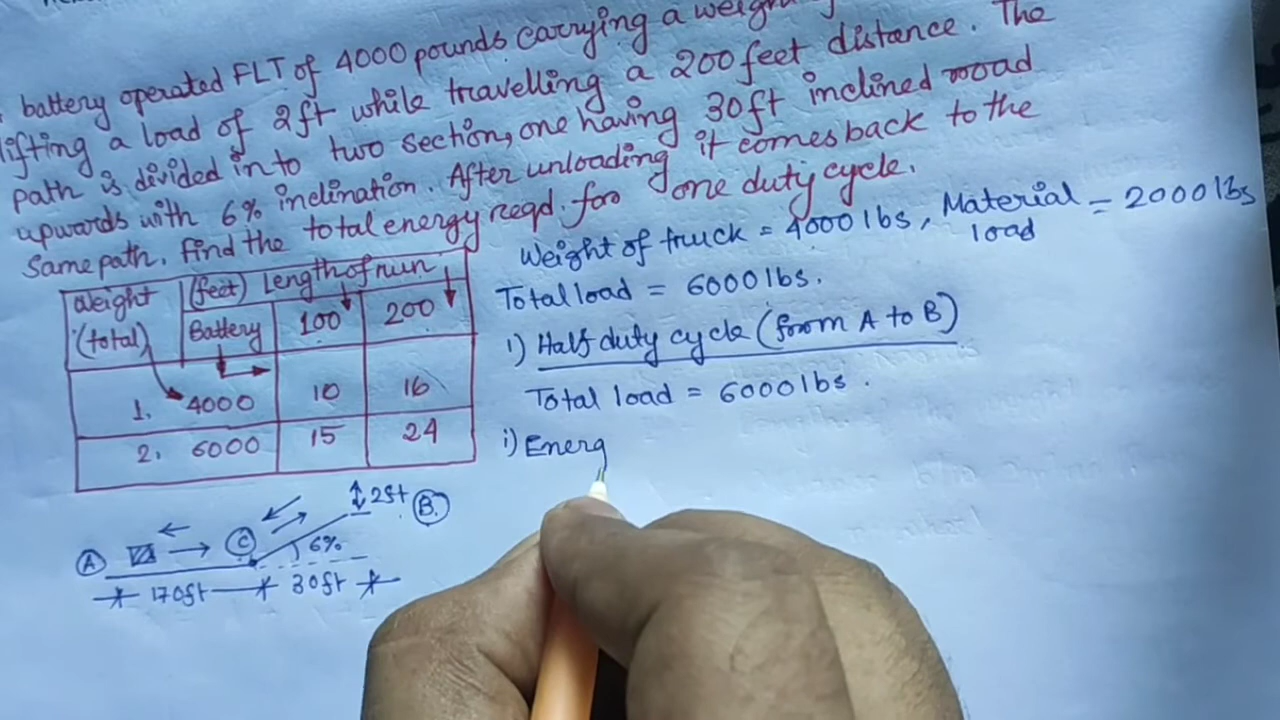 battery operated FLT of 4000 pounds carrying a weight
lifting a load of 2ft while travelling a 200 feet distance. The
path is divided in to two section, one having 30ft inclined road
upwards with 6% inclination. After unloading it comes back to the
same path. Find the total energy reqd. for one duty cycle.
Weight of truck = 4000 lbs, Material load = 2000 lbs
Total load = 6000 lbs.
1) Half duty cycle (from A to B)
Total load = 6000 lbs.
i) Energ
Weight (total) (feet) Length of run
Battery 100 200
1. 4000 10 16
2. 6000 15 24
2ft B.
A C 6%
170ft 30ft